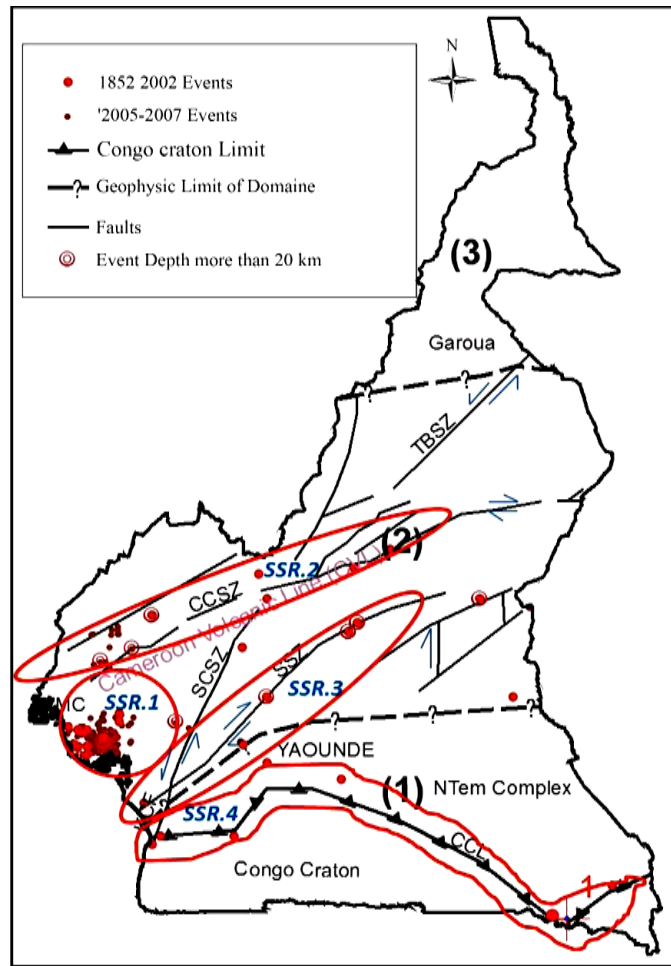 N
1852 2002 Events
'2005-2007 Events
Congo craton Limit
Geophysic Limit of Domaine
Faults
Event Depth more than 20 km
(3)
Garoua
TBSZ
(2)
SSR.2
CCSZ
Cameroon Volcanic Line (CVL)
SCSZ
SSZ
SSR.3
MC
SSR.1
YAOUNDE
(1)
NTem Complex
SSR.4
CCL
Congo Craton
1